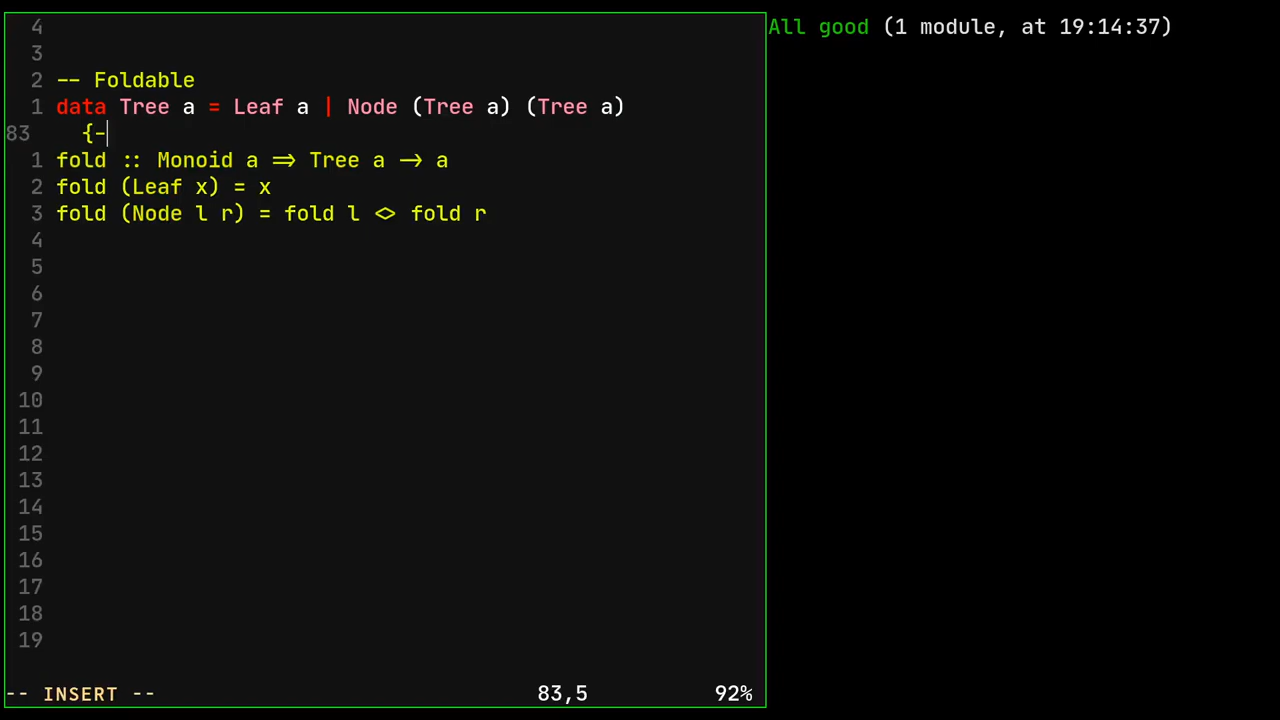 4
3
2 -- Foldable
1 data Tree a = Leaf a | Node (Tree a) (Tree a)
83 {-
1 fold :: Monoid a => Tree a -> a
2 fold (Leaf x) = x
3 fold (Node l r) = fold l <> fold r
4
5
6
7
8
9
10
11
12
13
14
15
16
17
18
19
-- INSERT -- 83,5 92%
All good (1 module, at 19:14:37)